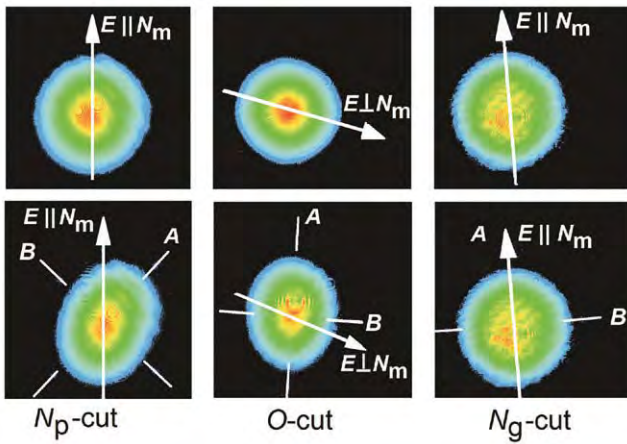 E || Nm
E⊥Nm
E || Nm
E || Nm
A
B
A
B
E⊥Nm
A
E || Nm
B
Np-cut
O-cut
Ng-cut